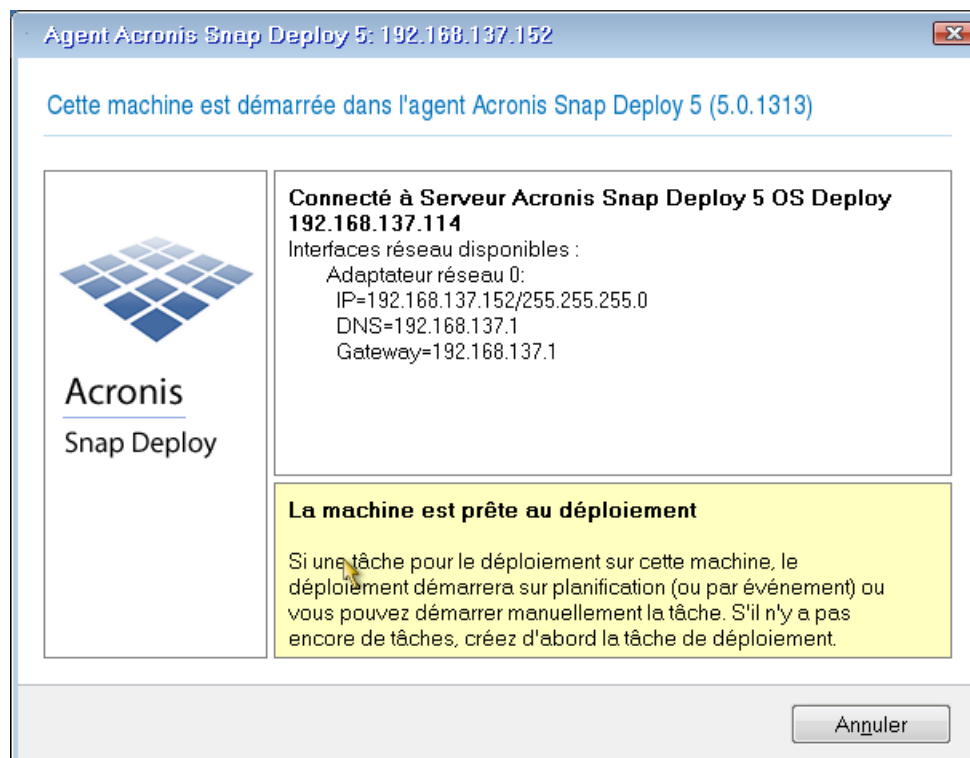 Agent Acronis Snap Deploy 5: 192.168.137.152
Cette machine est démarrée dans l'agent Acronis Snap Deploy 5 (5.0.1313)
Acronis
Snap Deploy
Connecté à Serveur Acronis Snap Deploy 5 OS Deploy
192.168.137.114
Interfaces réseau disponibles :
Adaptateur réseau 0:
IP=192.168.137.152/255.255.255.0
DNS=192.168.137.1
Gateway=192.168.137.1
La machine est prête au déploiement
Si une tâche pour le déploiement sur cette machine, le
déploiement démarrera sur planification (ou par événement) ou
vous pouvez démarrer manuellement la tâche. S'il n'y a pas
encore de tâches, créez d'abord la tâche de déploiement.
Annuler